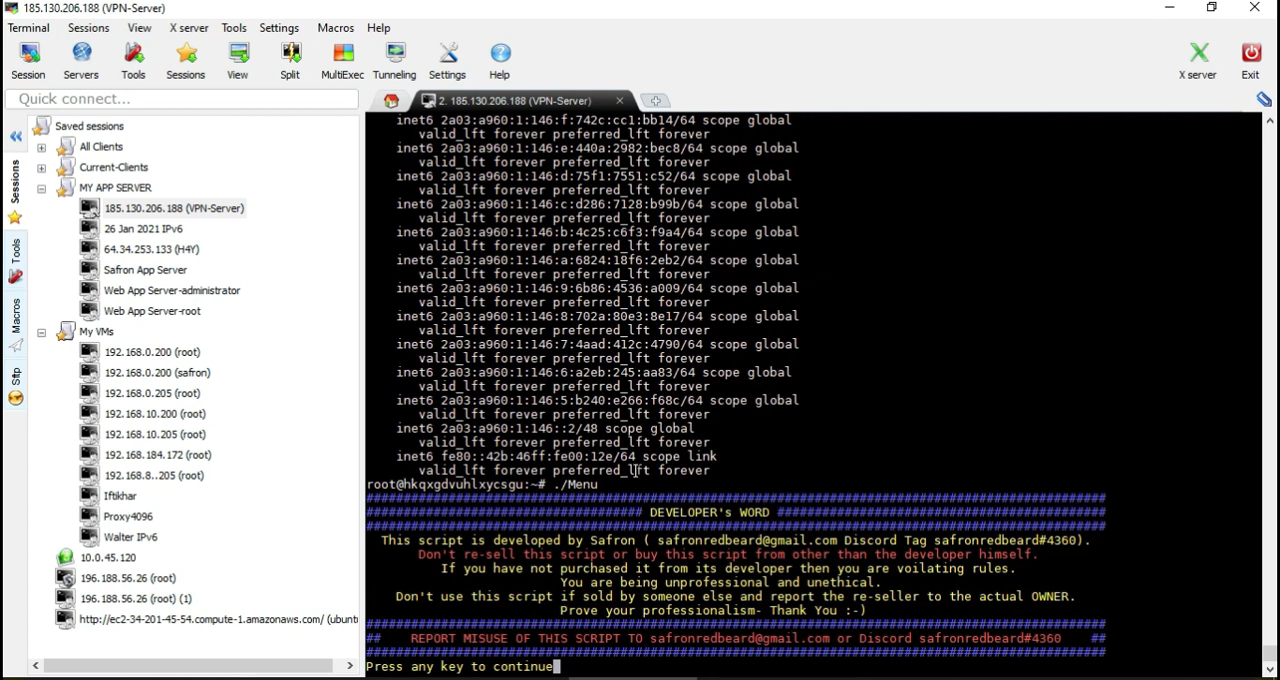 185.130.206.188 (VPN-Server)
Terminal Sessions View X server Tools Settings Macros Help
Session Servers Tools Sessions View Split MultiExec Tunneling Settings Help X server Exit
Quick connect...
2. 185.130.206.188 (VPN-Server)
Sessions
Tools
Macros
Sftp
Saved sessions
All Clients
Current-Clients
MY APP SERVER
185.130.206.188 (VPN-Server)
26 Jan 2021 IPv6
64.34.253.133 (H4Y)
Safron App Server
Web App Server-administrator
Web App Server-root
My VMs
192.168.0.200 (root)
192.168.0.200 (safron)
192.168.0.205 (root)
192.168.10.200 (root)
192.168.10.205 (root)
192.168.184.172 (root)
192.168.8..205 (root)
Iftikhar
Proxy4096
Walter IPv6
10.0.45.120
196.188.56.26 (root)
196.188.56.26 (root) (1)
http://ec2-34-201-45-54.compute-1.amazonaws.com/ (ubunt
inet6 2a03:a960:1:146:f:742c:cc1:bb14/64 scope global
valid_lft forever preferred_lft forever
inet6 2a03:a960:1:146:e:440a:2982:bec8/64 scope global
valid_lft forever preferred_lft forever
inet6 2a03:a960:1:146:d:75f1:7551:c52/64 scope global
valid_lft forever preferred_lft forever
inet6 2a03:a960:1:146:c:d286:7128:b99b/64 scope global
valid_lft forever preferred_lft forever
inet6 2a03:a960:1:146:b:4c25:c6f3:f9a4/64 scope global
valid_lft forever preferred_lft forever
inet6 2a03:a960:1:146:a:6824:18f6:2eb2/64 scope global
valid_lft forever preferred_lft forever
inet6 2a03:a960:1:146:9:6b86:4536:a009/64 scope global
valid_lft forever preferred_lft forever
inet6 2a03:a960:1:146:8:702a:80e3:8e17/64 scope global
valid_lft forever preferred_lft forever
inet6 2a03:a960:1:146:7:4aad:412c:4790/64 scope global
valid_lft forever preferred_lft forever
inet6 2a03:a960:1:146:6:a2eb:245:aa83/64 scope global
valid_lft forever preferred_lft forever
inet6 2a03:a960:1:146:5:b240:e266:f68c/64 scope global
valid_lft forever preferred_lft forever
inet6 2a03:a960:1:146::2/48 scope global
valid_lft forever preferred_lft forever
inet6 fe80::42b:46ff:fe00:12e/64 scope link
valid_lft forever preferred_lft forever
root@hkqxgdvuhlxycsgu:~# ./Menu
DEVELOPER's WORD
This script is developed by Safron ( safronredbeard@gmail.com Discord Tag safronredbeard#4360).
Don't re-sell this script or buy this script from other than the developer himself.
If you have not purchased it from its developer then you are voilating rules.
You are being unprofessional and unethical.
Don't use this script if sold by someone else and report the re-seller to the actual OWNER.
Prove your professionalism- Thank You :-)
## REPORT MISUSE OF THIS SCRIPT TO safronredbeard@gmail.com or Discord safronredbeard#4360 ##
Press any key to continue